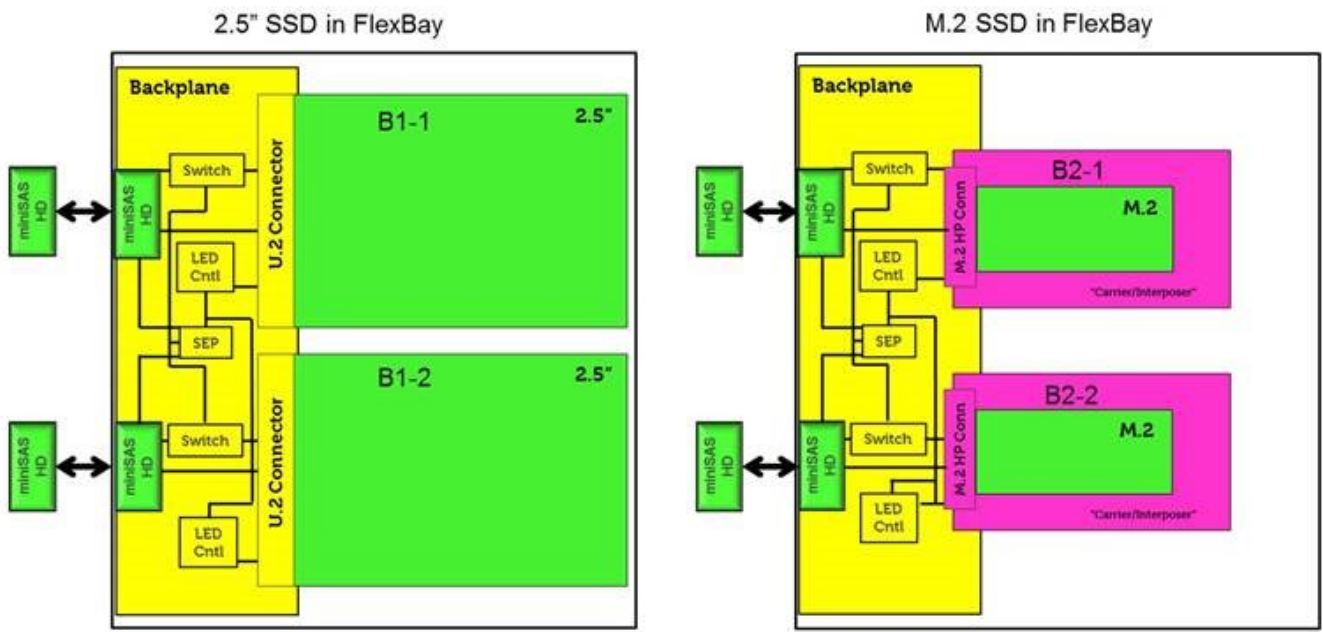 2.5” SSD in FlexBay
Backplane
B1-1
2.5”
Switch
miniSAS
HD
miniSAS
HD
U.2 Connector
LED
Cntl
SEP
B1-2
2.5”
Switch
miniSAS
HD
miniSAS
HD
U.2 Connector
LED
Cntl
M.2 SSD in FlexBay
Backplane
B2-1
Switch
M.2
miniSAS
HD
miniSAS
HD
M.2 HP Conn
LED
Cntl
"Carrier/Interposer"
SEP
B2-2
M.2
Switch
miniSAS
HD
miniSAS
HD
M.2 HP Conn
LED
Cntl
"Carrier/Interposer"